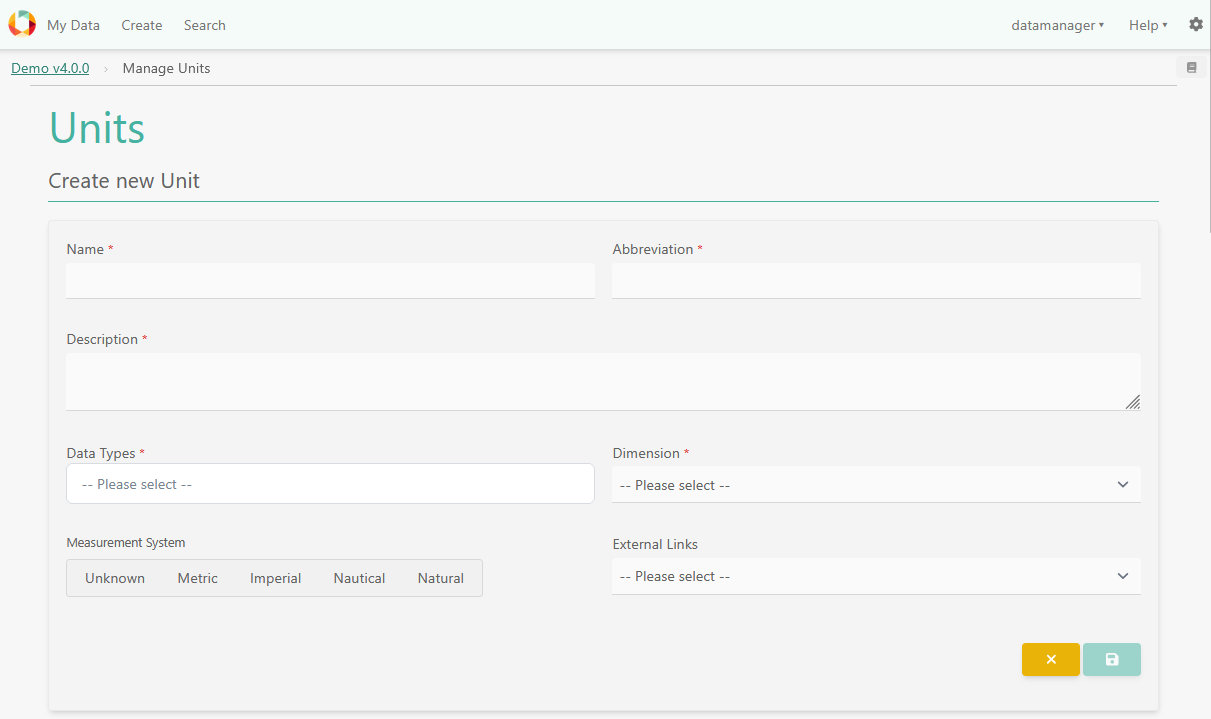 My Data Create Search datamanager Help
Demo v4.0.0 › Manage Units
Units
Create new Unit
Name * Abbreviation *
Description *
Data Types * Dimension *
-- Please select -- -- Please select --
Measurement System External Links
Unknown Metric Imperial Nautical Natural -- Please select --